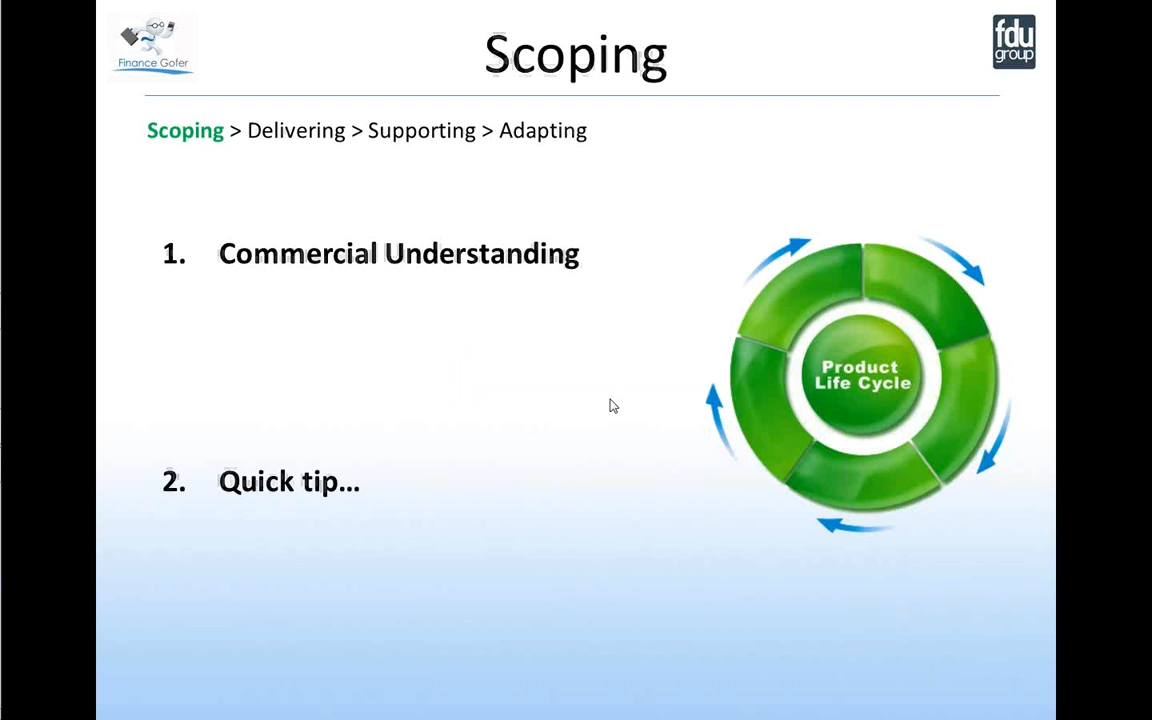 Finance Gofer
Scoping
fdu
group
Scoping > Delivering > Supporting > Adapting
1. Commercial Understanding
Product
Life Cycle
2. Quick tip...